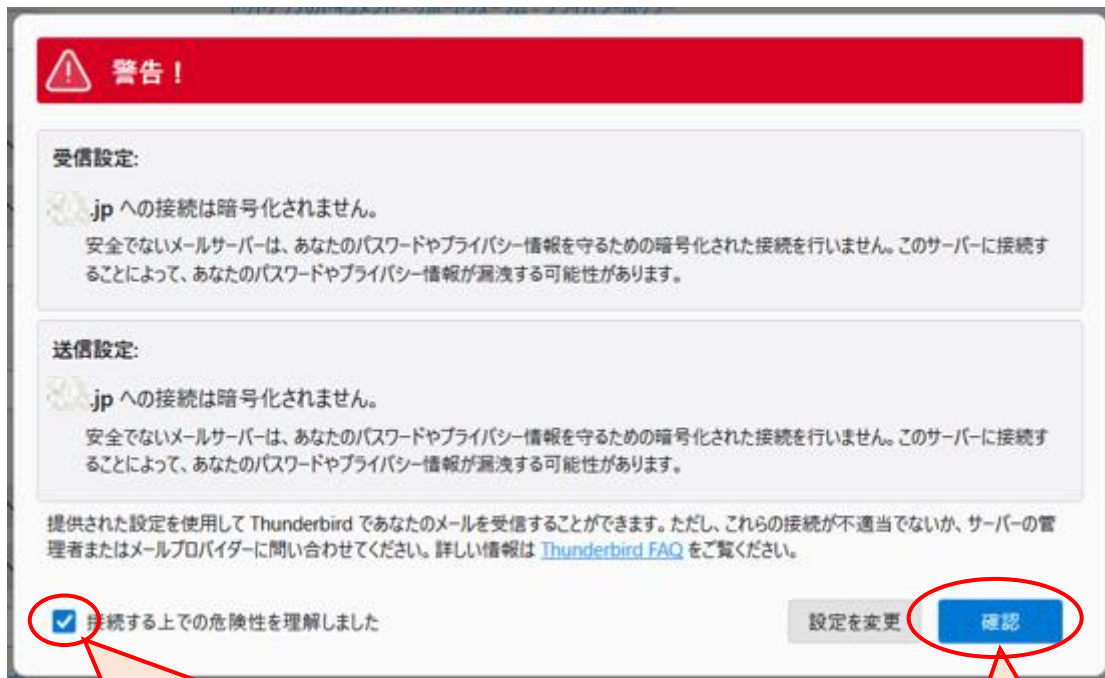 警告！
受信設定:
.jp への接続は暗号化されません。
安全でないメールサーバーは、あなたのパスワードやプライバシー情報を守るための暗号化された接続を行いません。このサーバーに接続す
ることによって、あなたのパスワードやプライバシー情報が漏洩する可能性があります。
送信設定:
.jp への接続は暗号化されません。
安全でないメールサーバーは、あなたのパスワードやプライバシー情報を守るための暗号化された接続を行いません。このサーバーに接続す
ることによって、あなたのパスワードやプライバシー情報が漏洩する可能性があります。
提供された設定を使用して Thunderbird であなたのメールを受信することができます。ただし、これらの接続が不適当でないか、サーバーの管
理者またはメールプロバイダーに問い合わせてください。詳しい情報は Thunderbird FAQ をご覧ください。
接続する上での危険性を理解しました
設定を変更
確認